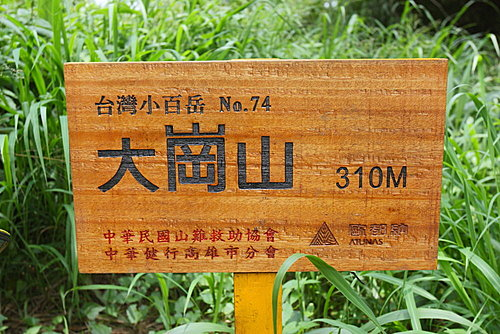 台灣小百岳 No.74
大崗山 310M
中華民國山難救助協會
中華健行高雄市分會
歐都納
ATUNAS